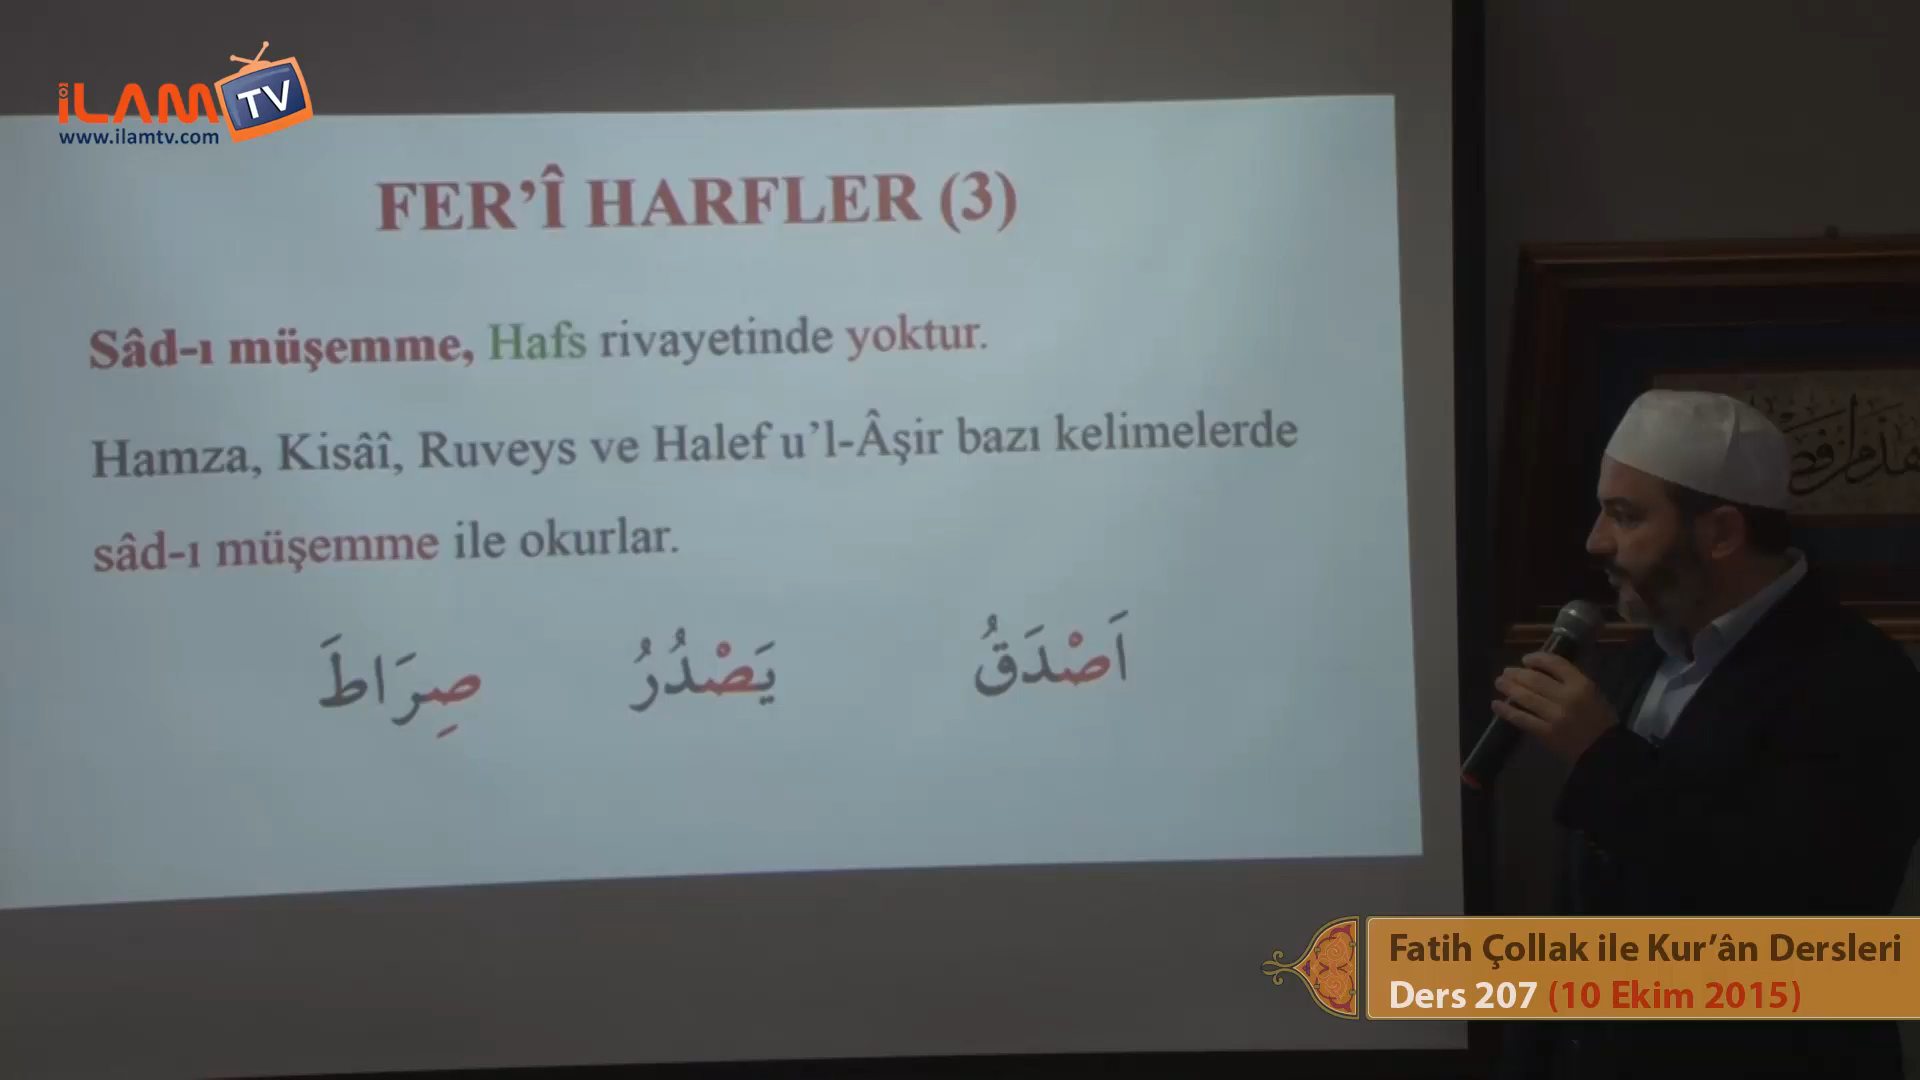 iLAM TV
www.ilamtv.com
FER’Î HARFLER (3)
Sâd-ı müşemme, Hafs rivayetinde yoktur.
Hamza, Kisâî, Ruveys ve Halef u’l-Âşir bazı kelimelerde
sâd-ı müşemme ile okurlar.
اَصْدَقُ يَصْدُرُ صِرَاطَ
Fatih Çollak ile Kur’ân Dersleri
Ders 207 (10 Ekim 2015)